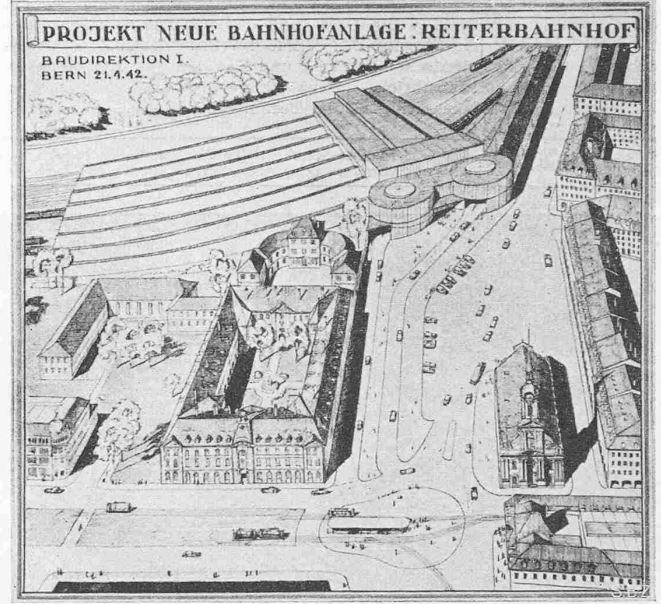 PROJEKT NEUE BAHNHOFANLAGE: REITERBAHNHOF
BAUDIREKTION I.
BERN 21.4.42.
S.B.Z